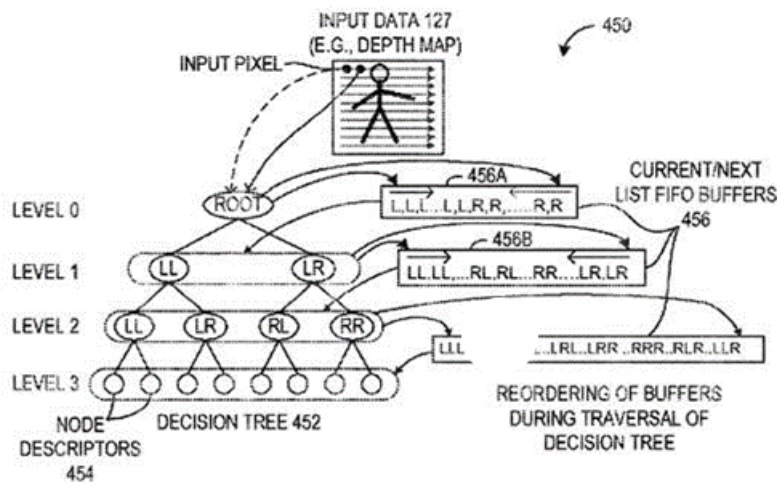 INPUT DATA 127
(E.G., DEPTH MAP)
450
INPUT PIXEL
456A
CURRENT/NEXT
LIST FIFO BUFFERS
456
LEVEL 0
ROOT
L,L,L....L,L,R,R,.....R,R
456B
LEVEL 1
LL
LR
LL,LL,...RL,RL...RR....LR,LR
LEVEL 2
LL
LR
RL
RR
LLL
...LRL..LRR ..RRR...RLR...LLR
LEVEL 3
NODE
DESCRIPTORS
454
DECISION TREE 452
REORDERING OF BUFFERS
DURING TRAVERSAL OF
DECISION TREE